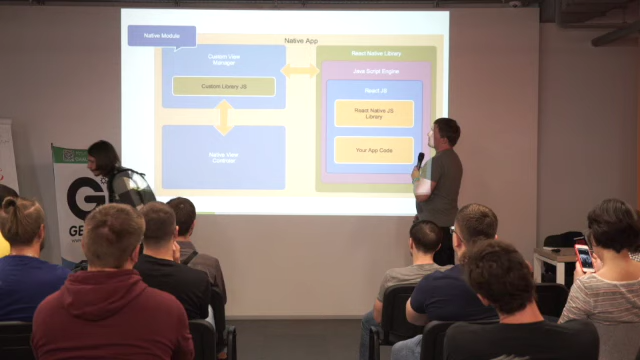 Native App
Native Module
Custom View
Manager
Custom Library JS
Native View
Controller
React Native Library
Java Script Engine
React JS
React Native JS
Library
Your App Code
G
GE